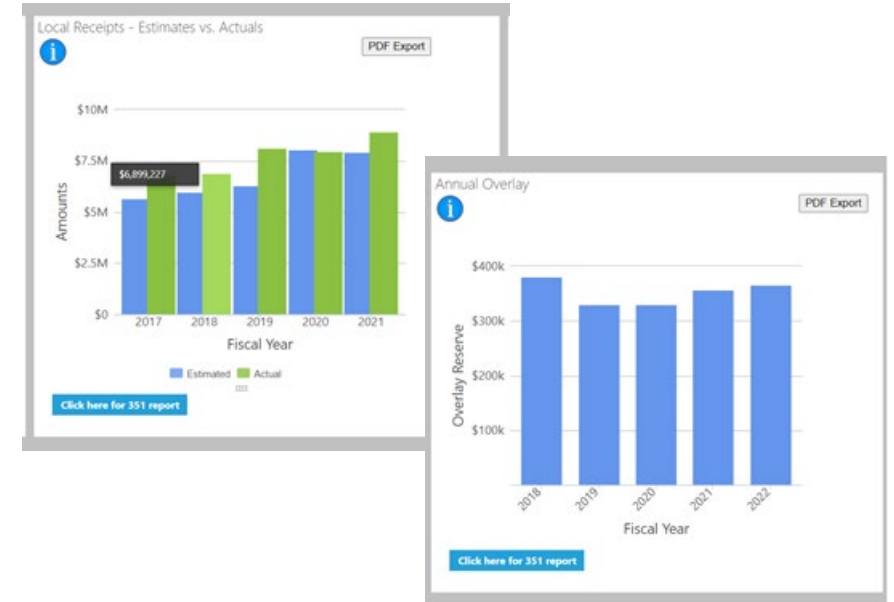 Local Receipts - Estimates vs. Actuals
i
PDF Export
$10M
$7.5M
$6,899,227
$5M
$2.5M
$0
Amounts
2017 2018 2019 2020 2021
Fiscal Year
Estimated Actual
Click here for 351 report
Annual Overlay
i
PDF Export
$400k
$300k
$200k
$100k
Overlay Reserve
2018 2019 2020 2021 2022
Fiscal Year
Click here for 351 report